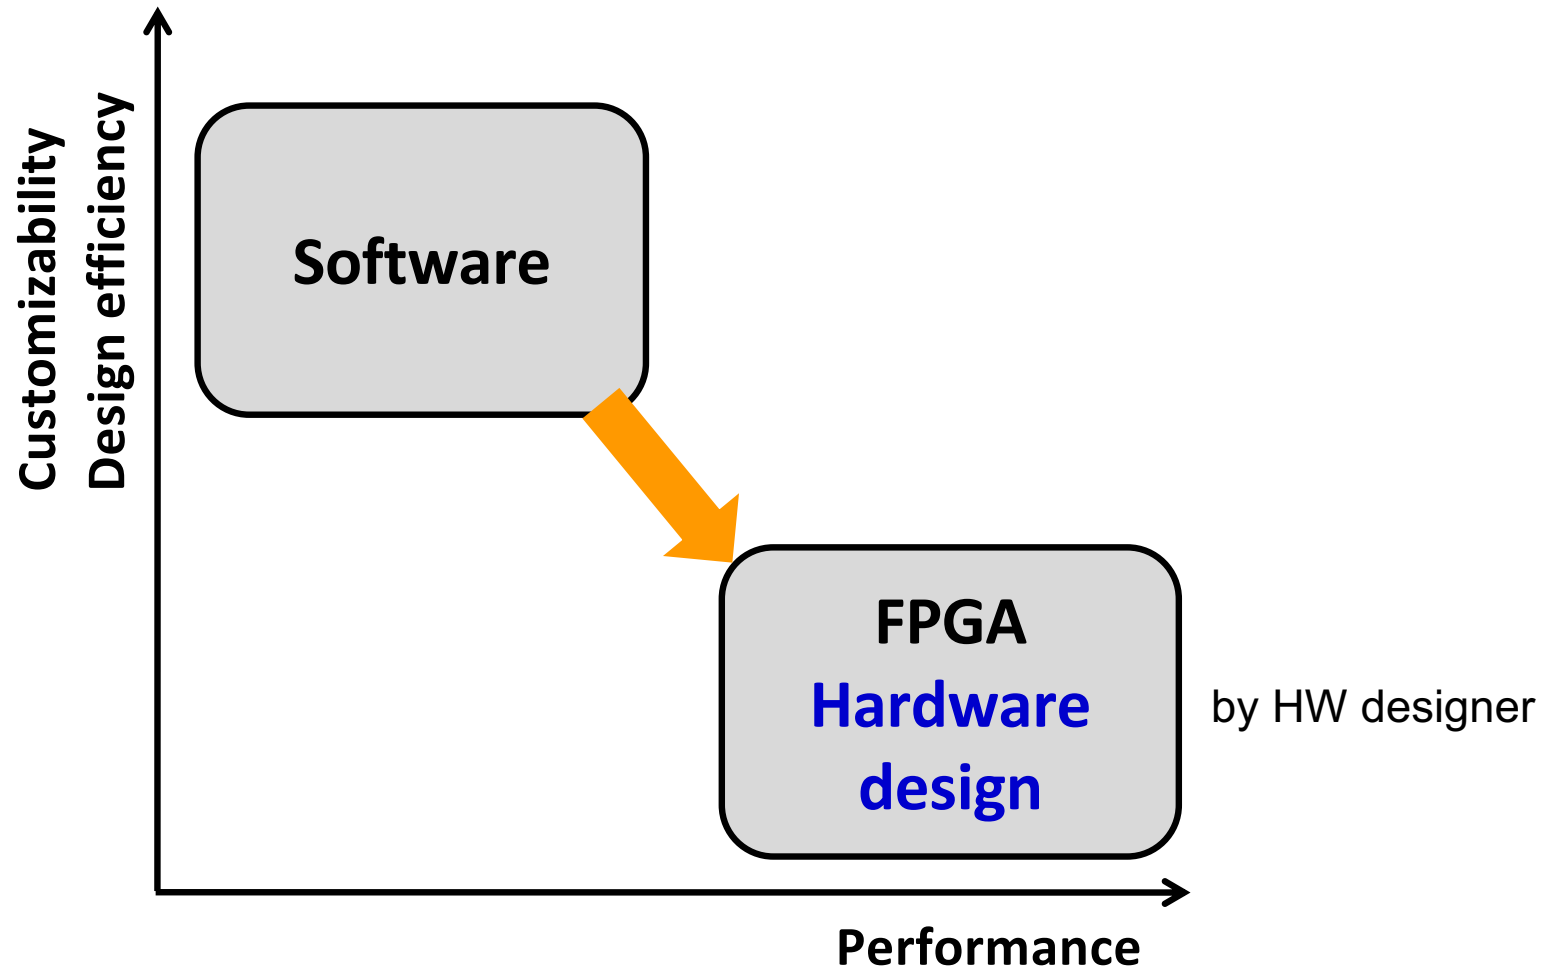 Customizability
Design efficiency
Software
FPGA
Hardware
design
by HW designer
Performance